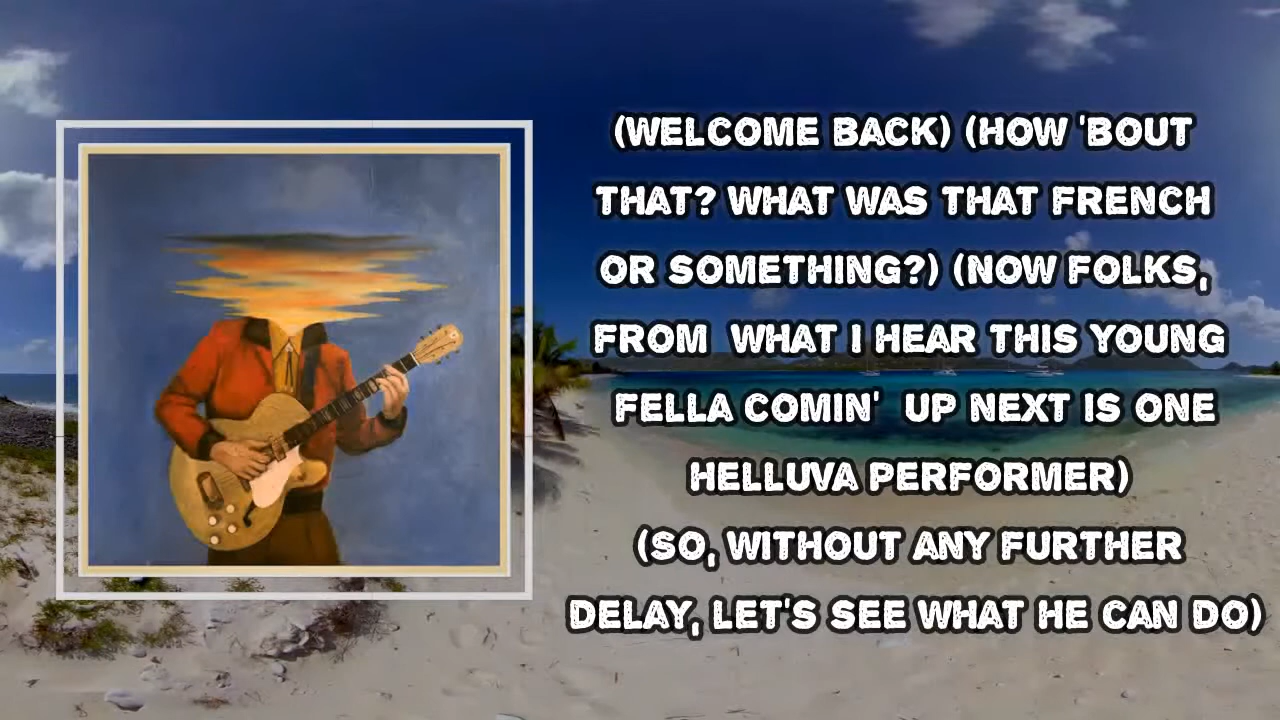 (WELCOME BACK) (HOW 'BOUT
THAT? WHAT WAS THAT FRENCH
OR SOMETHING?) (NOW FOLKS,
FROM  WHAT I HEAR THIS YOUNG
FELLA COMIN'  UP NEXT IS ONE
HELLUVA PERFORMER)
(SO, WITHOUT ANY FURTHER
DELAY, LET'S SEE WHAT HE CAN DO)